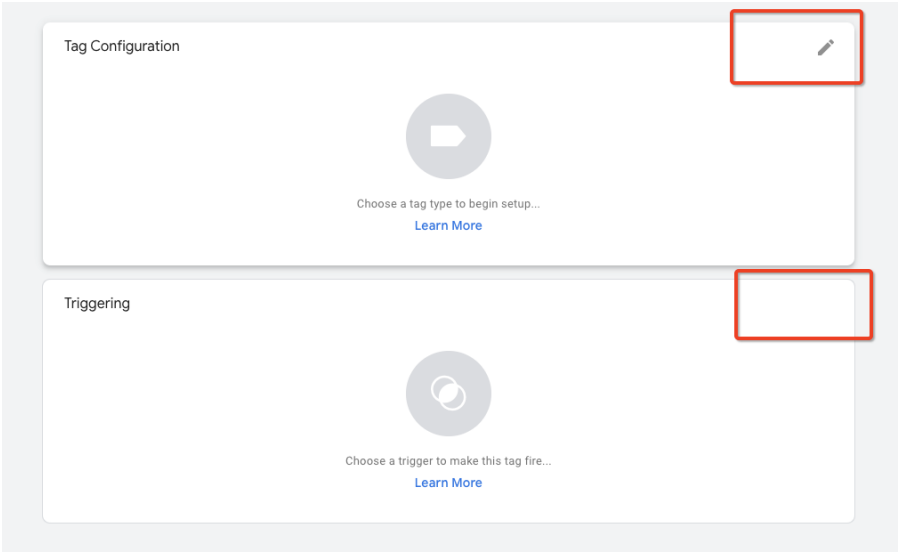 Tag Configuration
Choose a tag type to begin setup...
Learn More
Triggering
Choose a trigger to make this tag fire...
Learn More